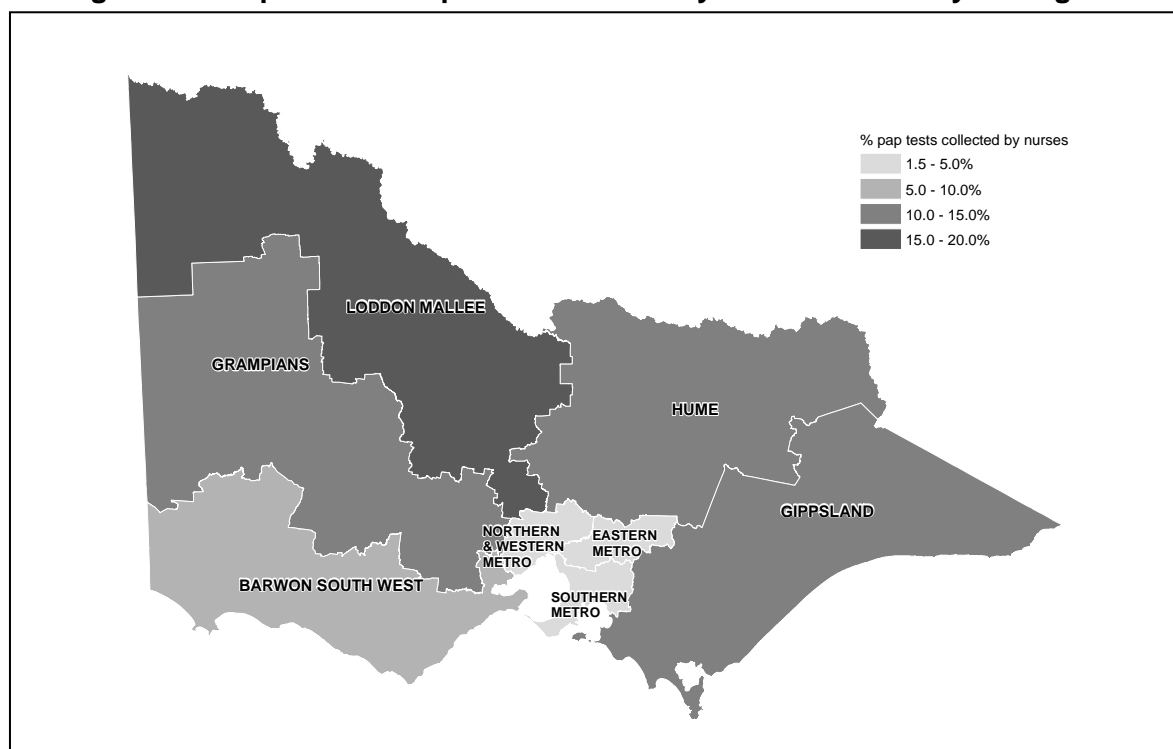 % pap tests collected by nurses
1.5 - 5.0%
5.0 - 10.0%
10.0 - 15.0%
15.0 - 20.0%
LODDON MALLEE
GRAMPIANS
HUME
GIPPSLAND
NORTHERN
& WESTERN
METRO
EASTERN
METRO
BARWON SOUTH WEST
SOUTHERN
METRO